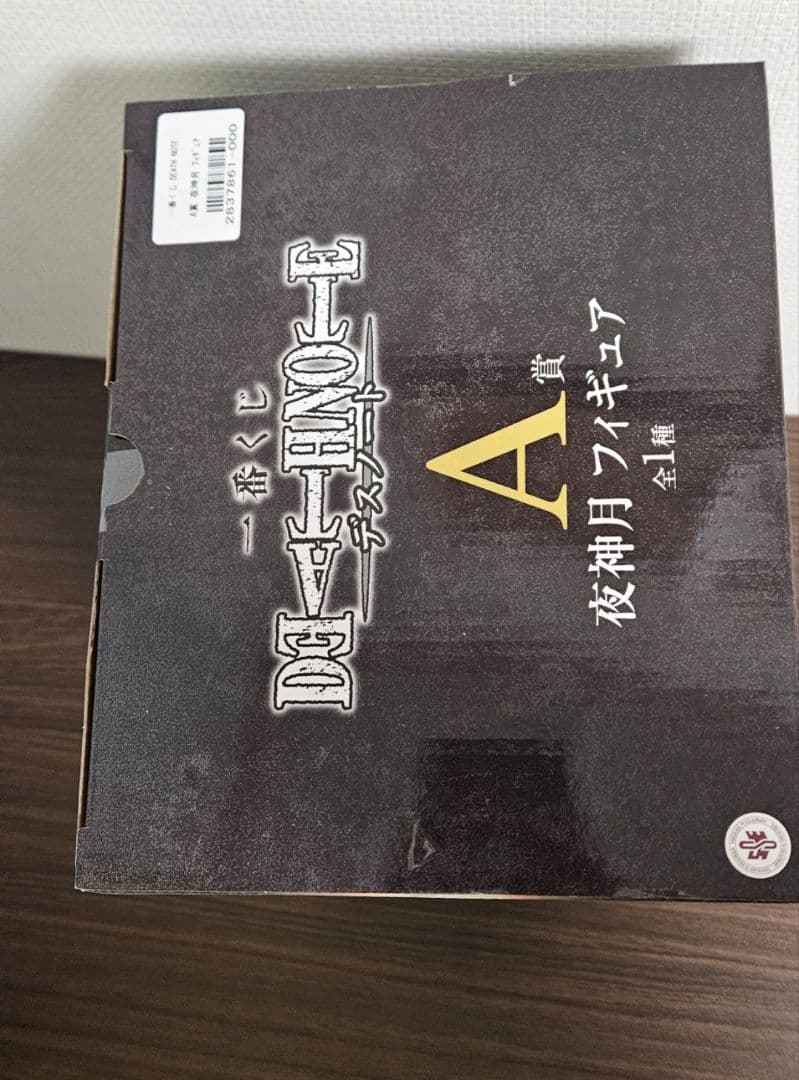 一番くじ DEATH NOTE
A賞 夜神月 フィギュア
2837861-000
一番くじ
DEATH NOTE
デスノート
A賞
夜神月 フィギュア
全1種